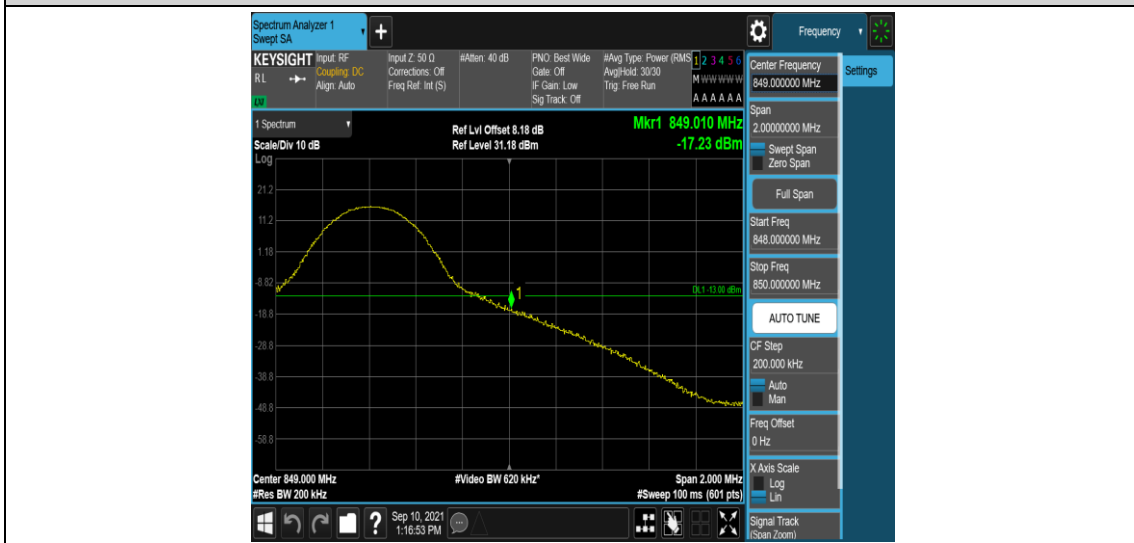 Spectrum Analyzer 1
Swept SA
+
Frequency
KEYSIGHT
RL
LXI
Input: RF
Coupling: DC
Align: Auto
Input Z: 50 Ω
Corrections: Off
Freq Ref: Int (S)
#Atten: 40 dB
PNO: Best Wide
Gate: Off
IF Gain: Low
Sig Track: Off
#Avg Type: Power (RMS
Avg|Hold: 30/30
Trig: Free Run
1 2 3 4 5 6
M W W W W W
A A A A A A
1 Spectrum
Scale/Div 10 dB
Ref Lvl Offset 8.18 dB
Ref Level 31.18 dBm
Mkr1 849.010 MHz
-17.23 dBm
Log
21.2
11.2
1.18
-8.82
-18.8
-28.8
-38.8
-48.8
-58.8
1
DL1 -13.00 dBm
Center 849.000 MHz
#Res BW 200 kHz
#Video BW 620 kHz*
Span 2.000 MHz
#Sweep 100 ms (601 pts)
?
Sep 10, 2021
1:16:53 PM
Center Frequency
849.000000 MHz
Settings
Span
2.00000000 MHz
Swept Span
Zero Span
Full Span
Start Freq
848.000000 MHz
Stop Freq
850.000000 MHz
AUTO TUNE
CF Step
200.000 kHz
Auto
Man
Freq Offset
0 Hz
X Axis Scale
Log
Lin
Signal Track
(Span Zoom)